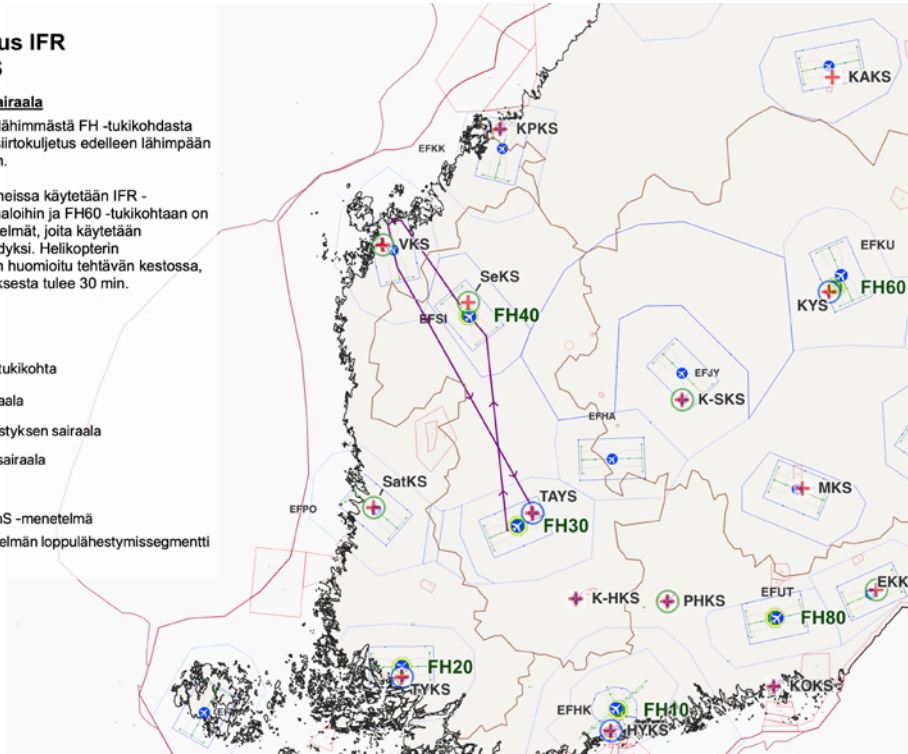 us IFR
S
airaala
lähimmästä FH -tukikohdasta
siirtokuljetus edelleen lähimpään
n.
neissa käytetään IFR -
aaloihin ja FH60 -tukikohtaan on
elmät, joita käytetään
dyksi. Helikopterin
n huomioitu tehtävän kestossa,
ksesta tulee 30 min.
tukikohta
aala
styksen sairaala
sairaala
nS -menetelmä
elmän loppulähestymissegmentti
KAKS
KPKS
EFKK
VKS
EFKU
SeKS
FH60
KYS
EFSI
FH40
EFJY
K-SKS
EFHA
SatKS
MKS
TAYS
EFPO
FH30
EKK
K-HKS
PHKS
EFUT
FH80
FH20
TYKS
KOKS
EFHK
FH10
HYKS